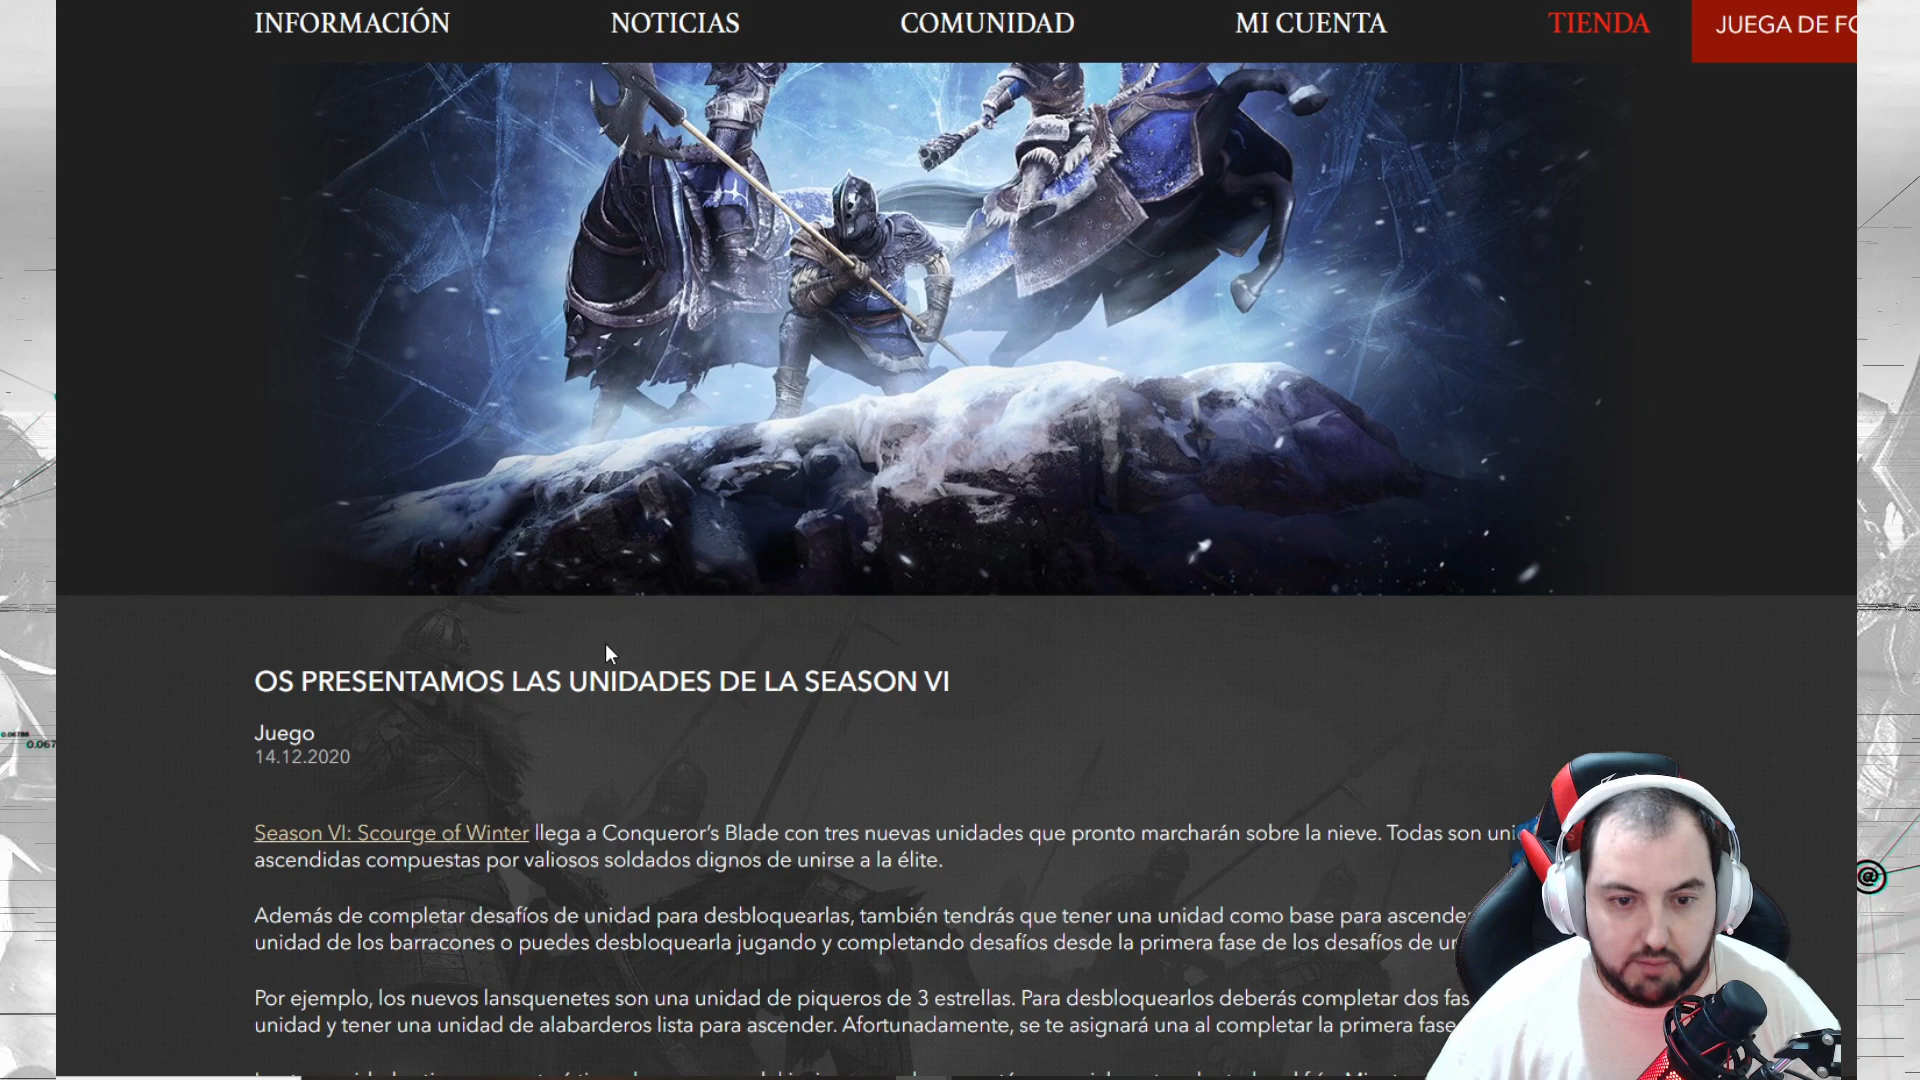 INFORMACIÓN NOTICIAS COMUNIDAD MI CUENTA TIENDA JUEGA DE
OS PRESENTAMOS LAS UNIDADES DE LA SEASON VI
Juego
14.12.2020
Season VI: Scourge of Winter llega a Conqueror's Blade con tres nuevas unidades que pronto marcharán sobre la nieve. Todas son
ascendidas compuestas por valiosos soldados dignos de unirse a la élite.
Además de completar desafíos de unidad para desbloquearlas, también tendrás que tener una unidad como base para
unidad de los barracones o puedes desbloquearla jugando y completando desafíos desde la primera fase de los desafíos de
Por ejemplo, los nuevos lansquenetes son una unidad de piqueros de 3 estrellas. Para desbloquearlos deberás completar dos
unidad y tener una unidad de alabarderos lista para ascender. Afortunadamente, se te asignará una al completar la primera fase
0.067
@